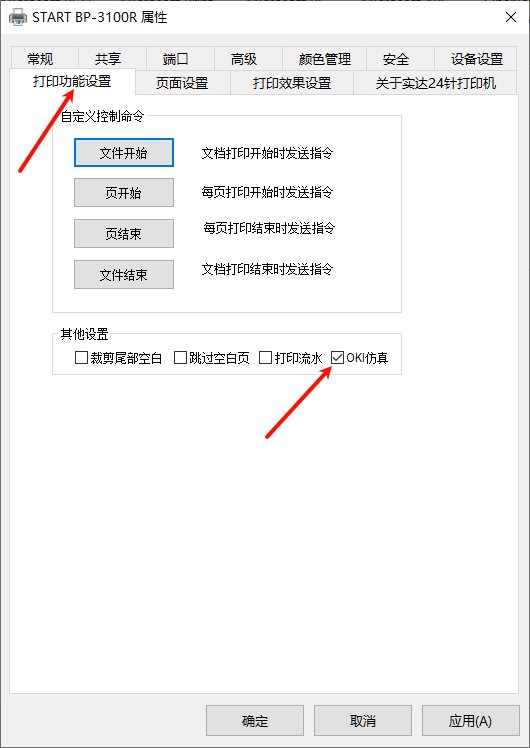 START BP-3100R 属性
常规 共享 端口 高级 颜色管理 安全 设备设置
打印功能设置 页面设置 打印效果设置 关于实达24针打印机
自定义控制命令
文件开始 文档打印开始时发送指令
页开始 每页打印开始时发送指令
页结束 每页打印结束时发送指令
文件结束 文档打印结束时发送指令
其他设置
裁剪尾部空白 跳过空白页 打印流水 OKI仿真
确定 取消 应用(A)